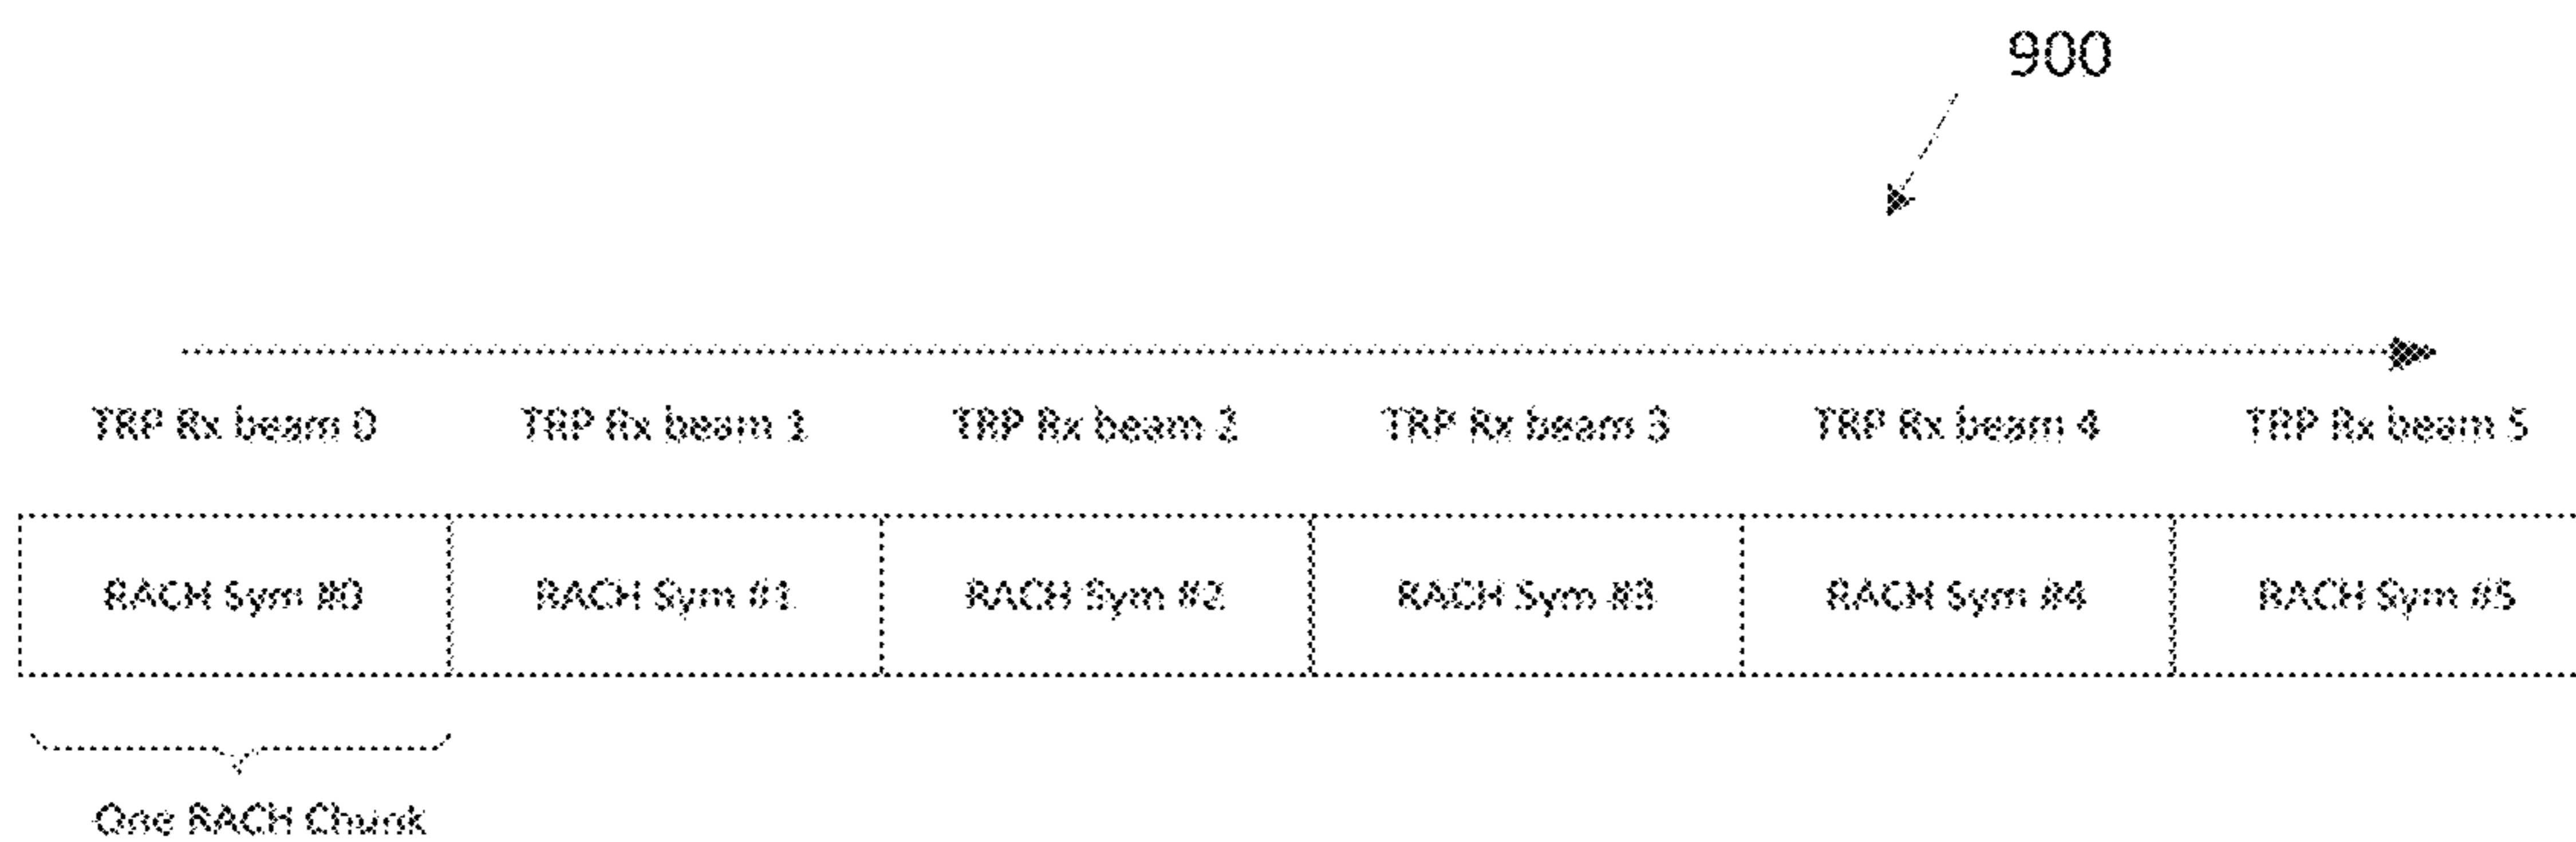 900
TRP Rx beam 0 TRP Rx beam 1 TRP Rx beam 2 TRP Rx beam 3 TRP Rx beam 4 TRP Rx beam 5
RACH Sym #0 RACH Sym #1 RACH Sym #2 RACH Sym #3 RACH Sym #4 RACH Sym #5
One RACH Chunk